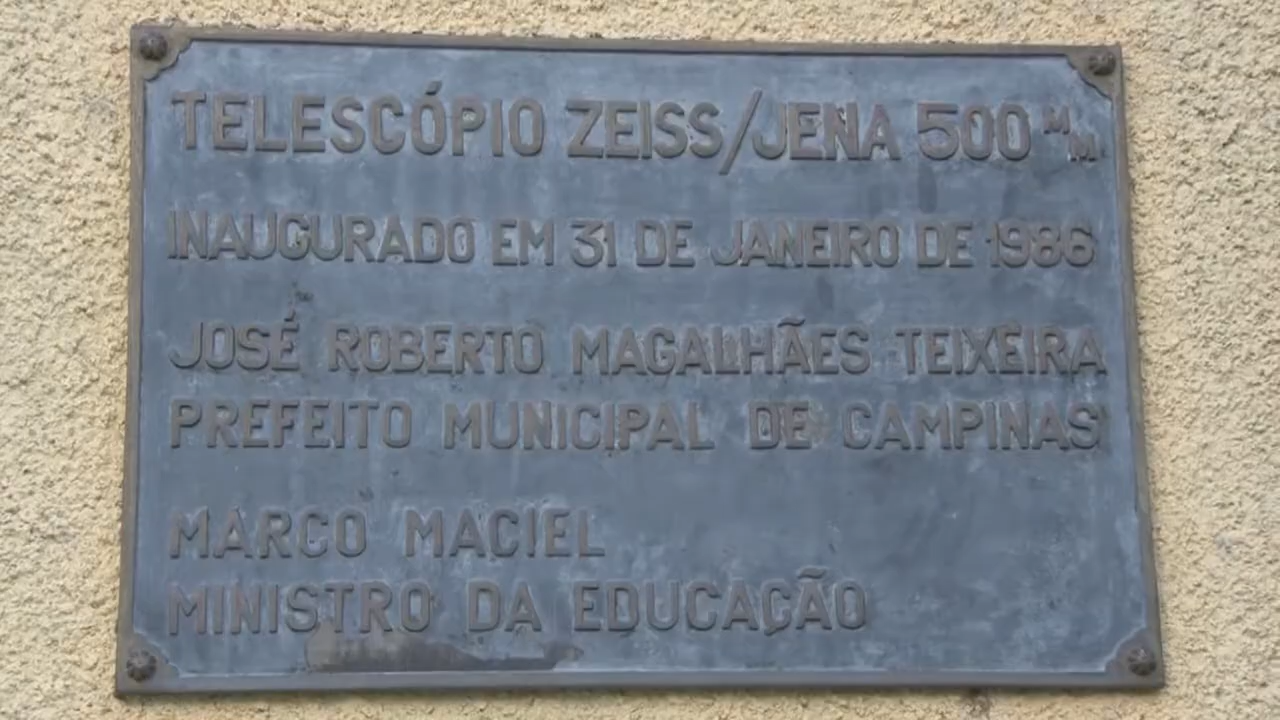 TELESCÓPIO ZEISS/JENA 500 MM
INAUGURADO EM 31 DE JANEIRO DE 1986
JOSÉ ROBERTO MAGALHÃES TEIXEIRA
PREFEITO MUNICIPAL DE CAMPINAS
MARCO MACIEL
MINISTRO DA EDUCAÇÃO